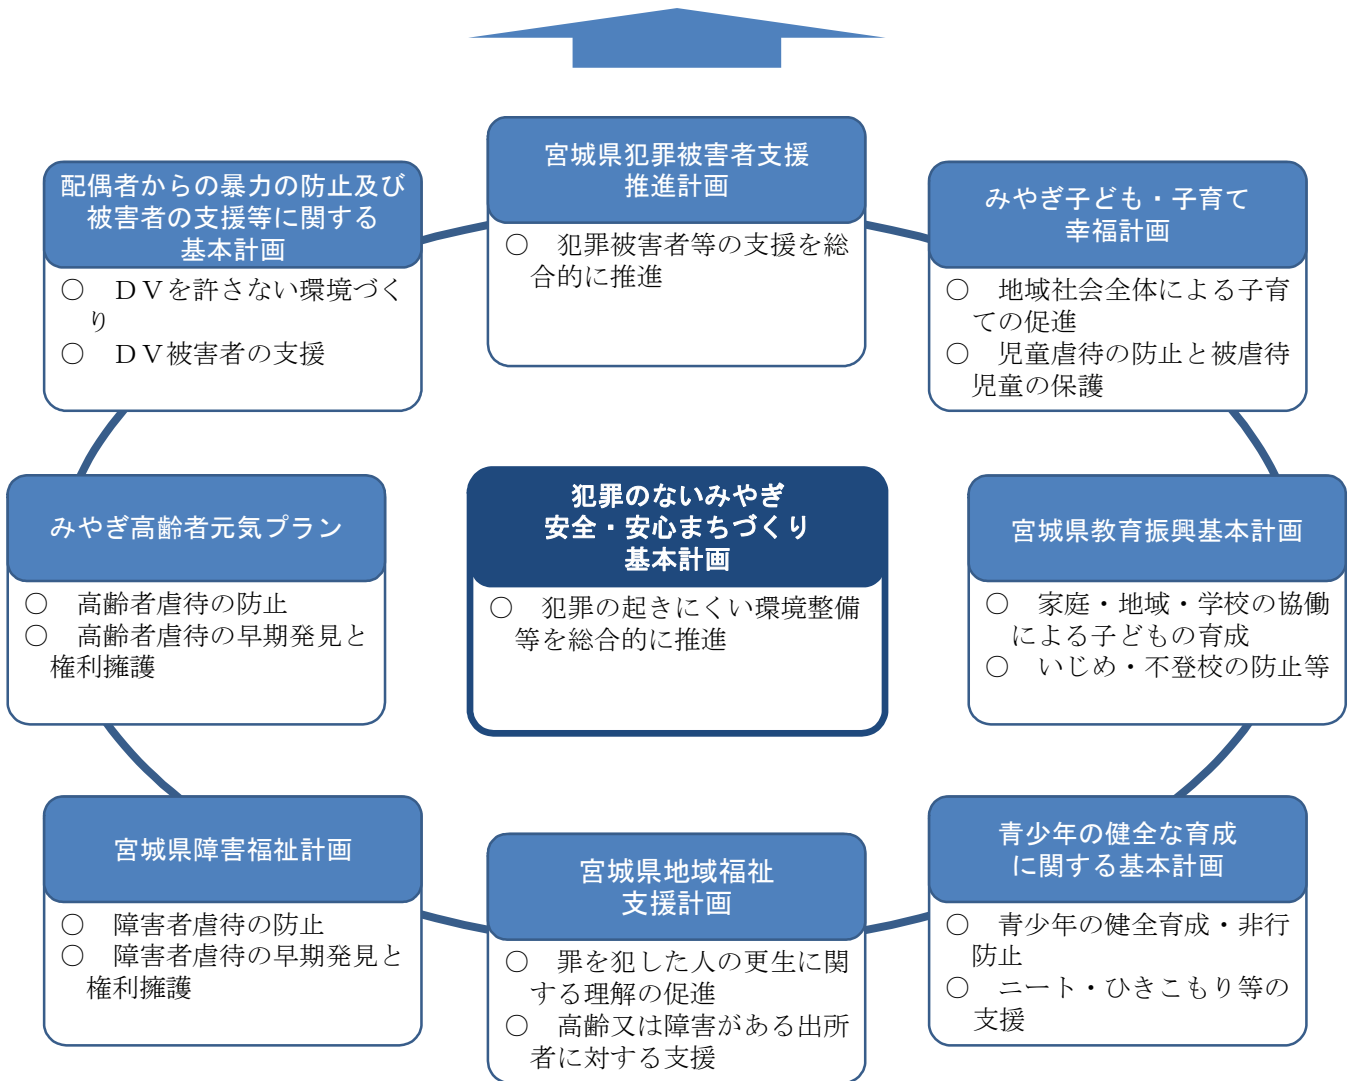 宮城県犯罪被害者支援
推進計画
○　犯罪被害者等の支援を総
合的に推進
配偶者からの暴力の防止及び
被害者の支援等に関する
基本計画
○　ＤＶを許さない環境づく
り
○　ＤＶ被害者の支援
みやぎ子ども・子育て
幸福計画
○　地域社会全体による子育
ての促進
○　児童虐待の防止と被虐待
児童の保護
みやぎ高齢者元気プラン
○　高齢者虐待の防止
○　高齢者虐待の早期発見と
権利擁護
犯罪のないみやぎ
安全・安心まちづくり
基本計画
○　犯罪の起きにくい環境整備
等を総合的に推進
宮城県教育振興基本計画
○　家庭・地域・学校の協働
による子どもの育成
○　いじめ・不登校の防止等
宮城県障害福祉計画
○　障害者虐待の防止
○　障害者虐待の早期発見と
権利擁護
宮城県地域福祉
支援計画
○　罪を犯した人の更生に関
する理解の促進
○　高齢又は障害がある出所
者に対する支援
青少年の健全な育成
に関する基本計画
○　青少年の健全育成・非行
防止
○　ニート・ひきこもり等の
支援